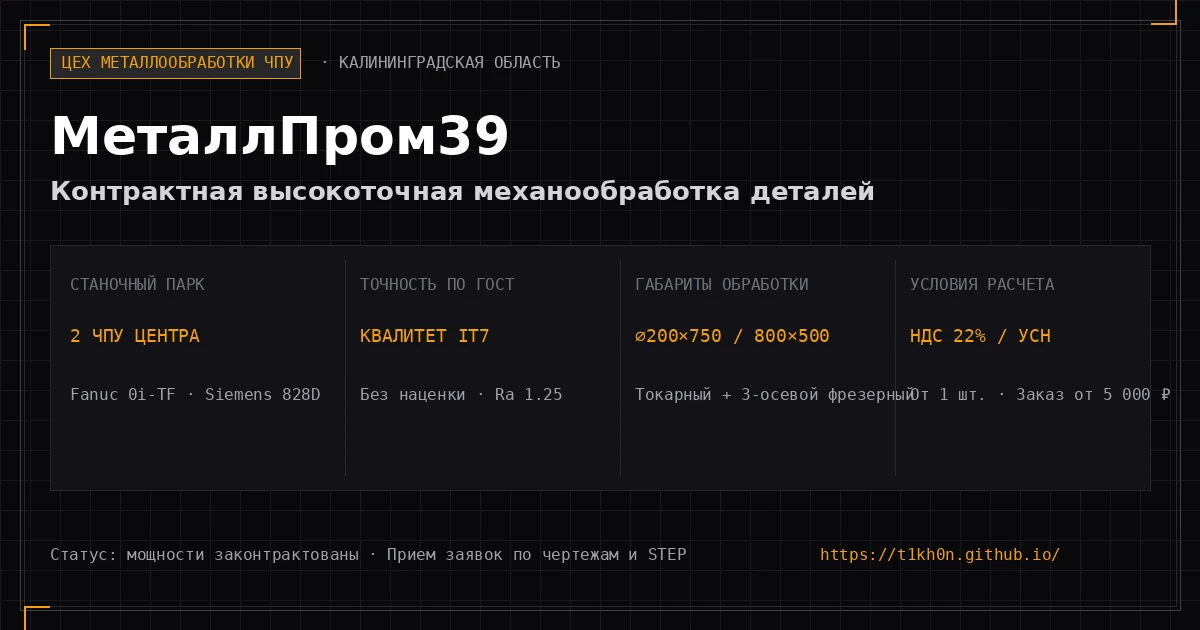 ЦЕХ МЕТАЛЛООБРАБОТКИ ЧПУ · КАЛИНИНГРАДСКАЯ ОБЛАСТЬ
МеталлПром39
Контрактная высокоточная механообработка деталей
СТАНОЧНЫЙ ПАРК
2 ЧПУ ЦЕНТРА
Fanuc 0i-TF · Siemens 828D
ТОЧНОСТЬ ПО ГОСТ
КВАЛИТЕТ IT7
Без наценки · Ra 1.25
ГАБАРИТЫ ОБРАБОТКИ
⌀200×750 / 800×500
Токарный + 3-осевой фрезерный
УСЛОВИЯ РАСЧЕТА
НДС 22% / УСН
От 1 шт. · Заказ от 5 000 ₽
Статус: мощности законтрактованы · Прием заявок по чертежам и STEP
https://t1kh0n.github.io/